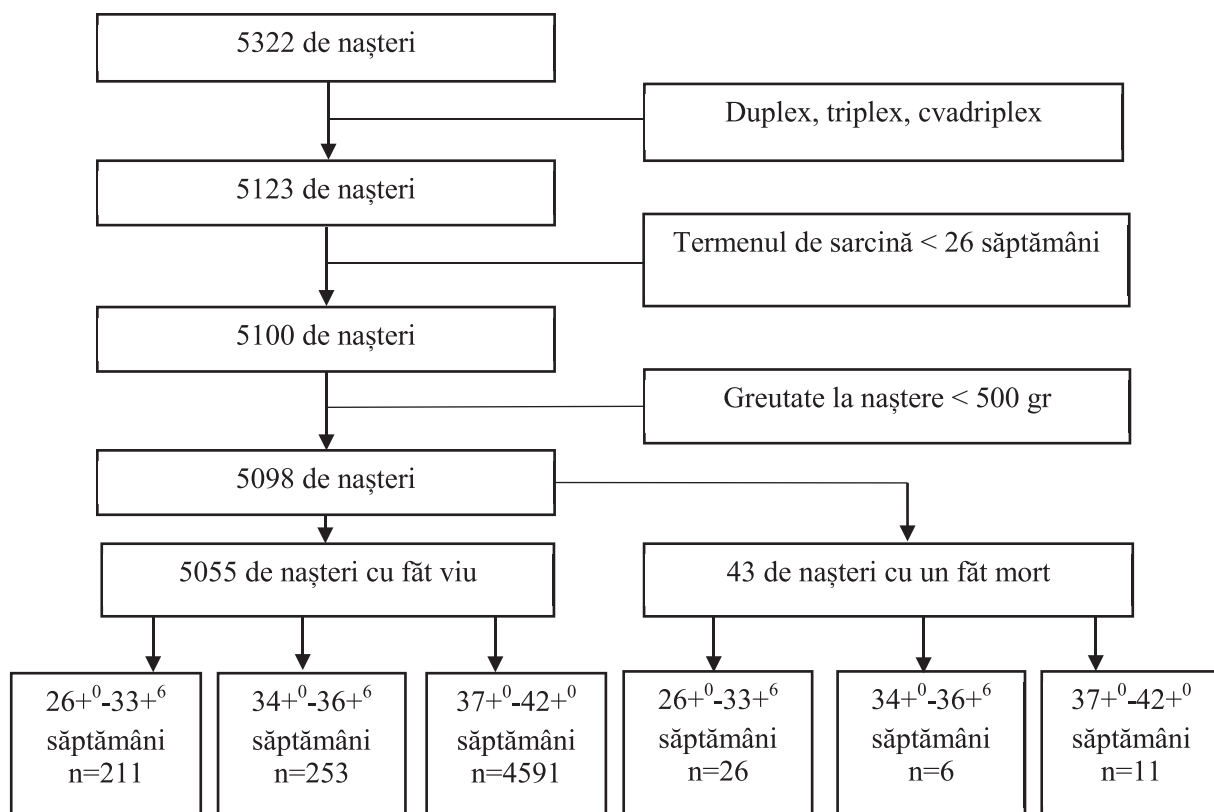 5322 de nașteri
Duplex, triplex, cvadriplex
5123 de nașteri
Termenul de sarcină < 26 săptămâni
5100 de nașteri
Greutate la naștere < 500 gr
5098 de nașteri
5055 de nașteri cu făt viu
43 de nașteri cu un făt mort
26+⁰-33+⁶
săptămâni
n=211
34+⁰-36+⁶
săptămâni
n=253
37+⁰-42+⁰
săptămâni
n=4591
26+⁰-33+⁶
săptămâni
n=26
34+⁰-36+⁶
săptămâni
n=6
37+⁰-42+⁰
săptămâni
n=11